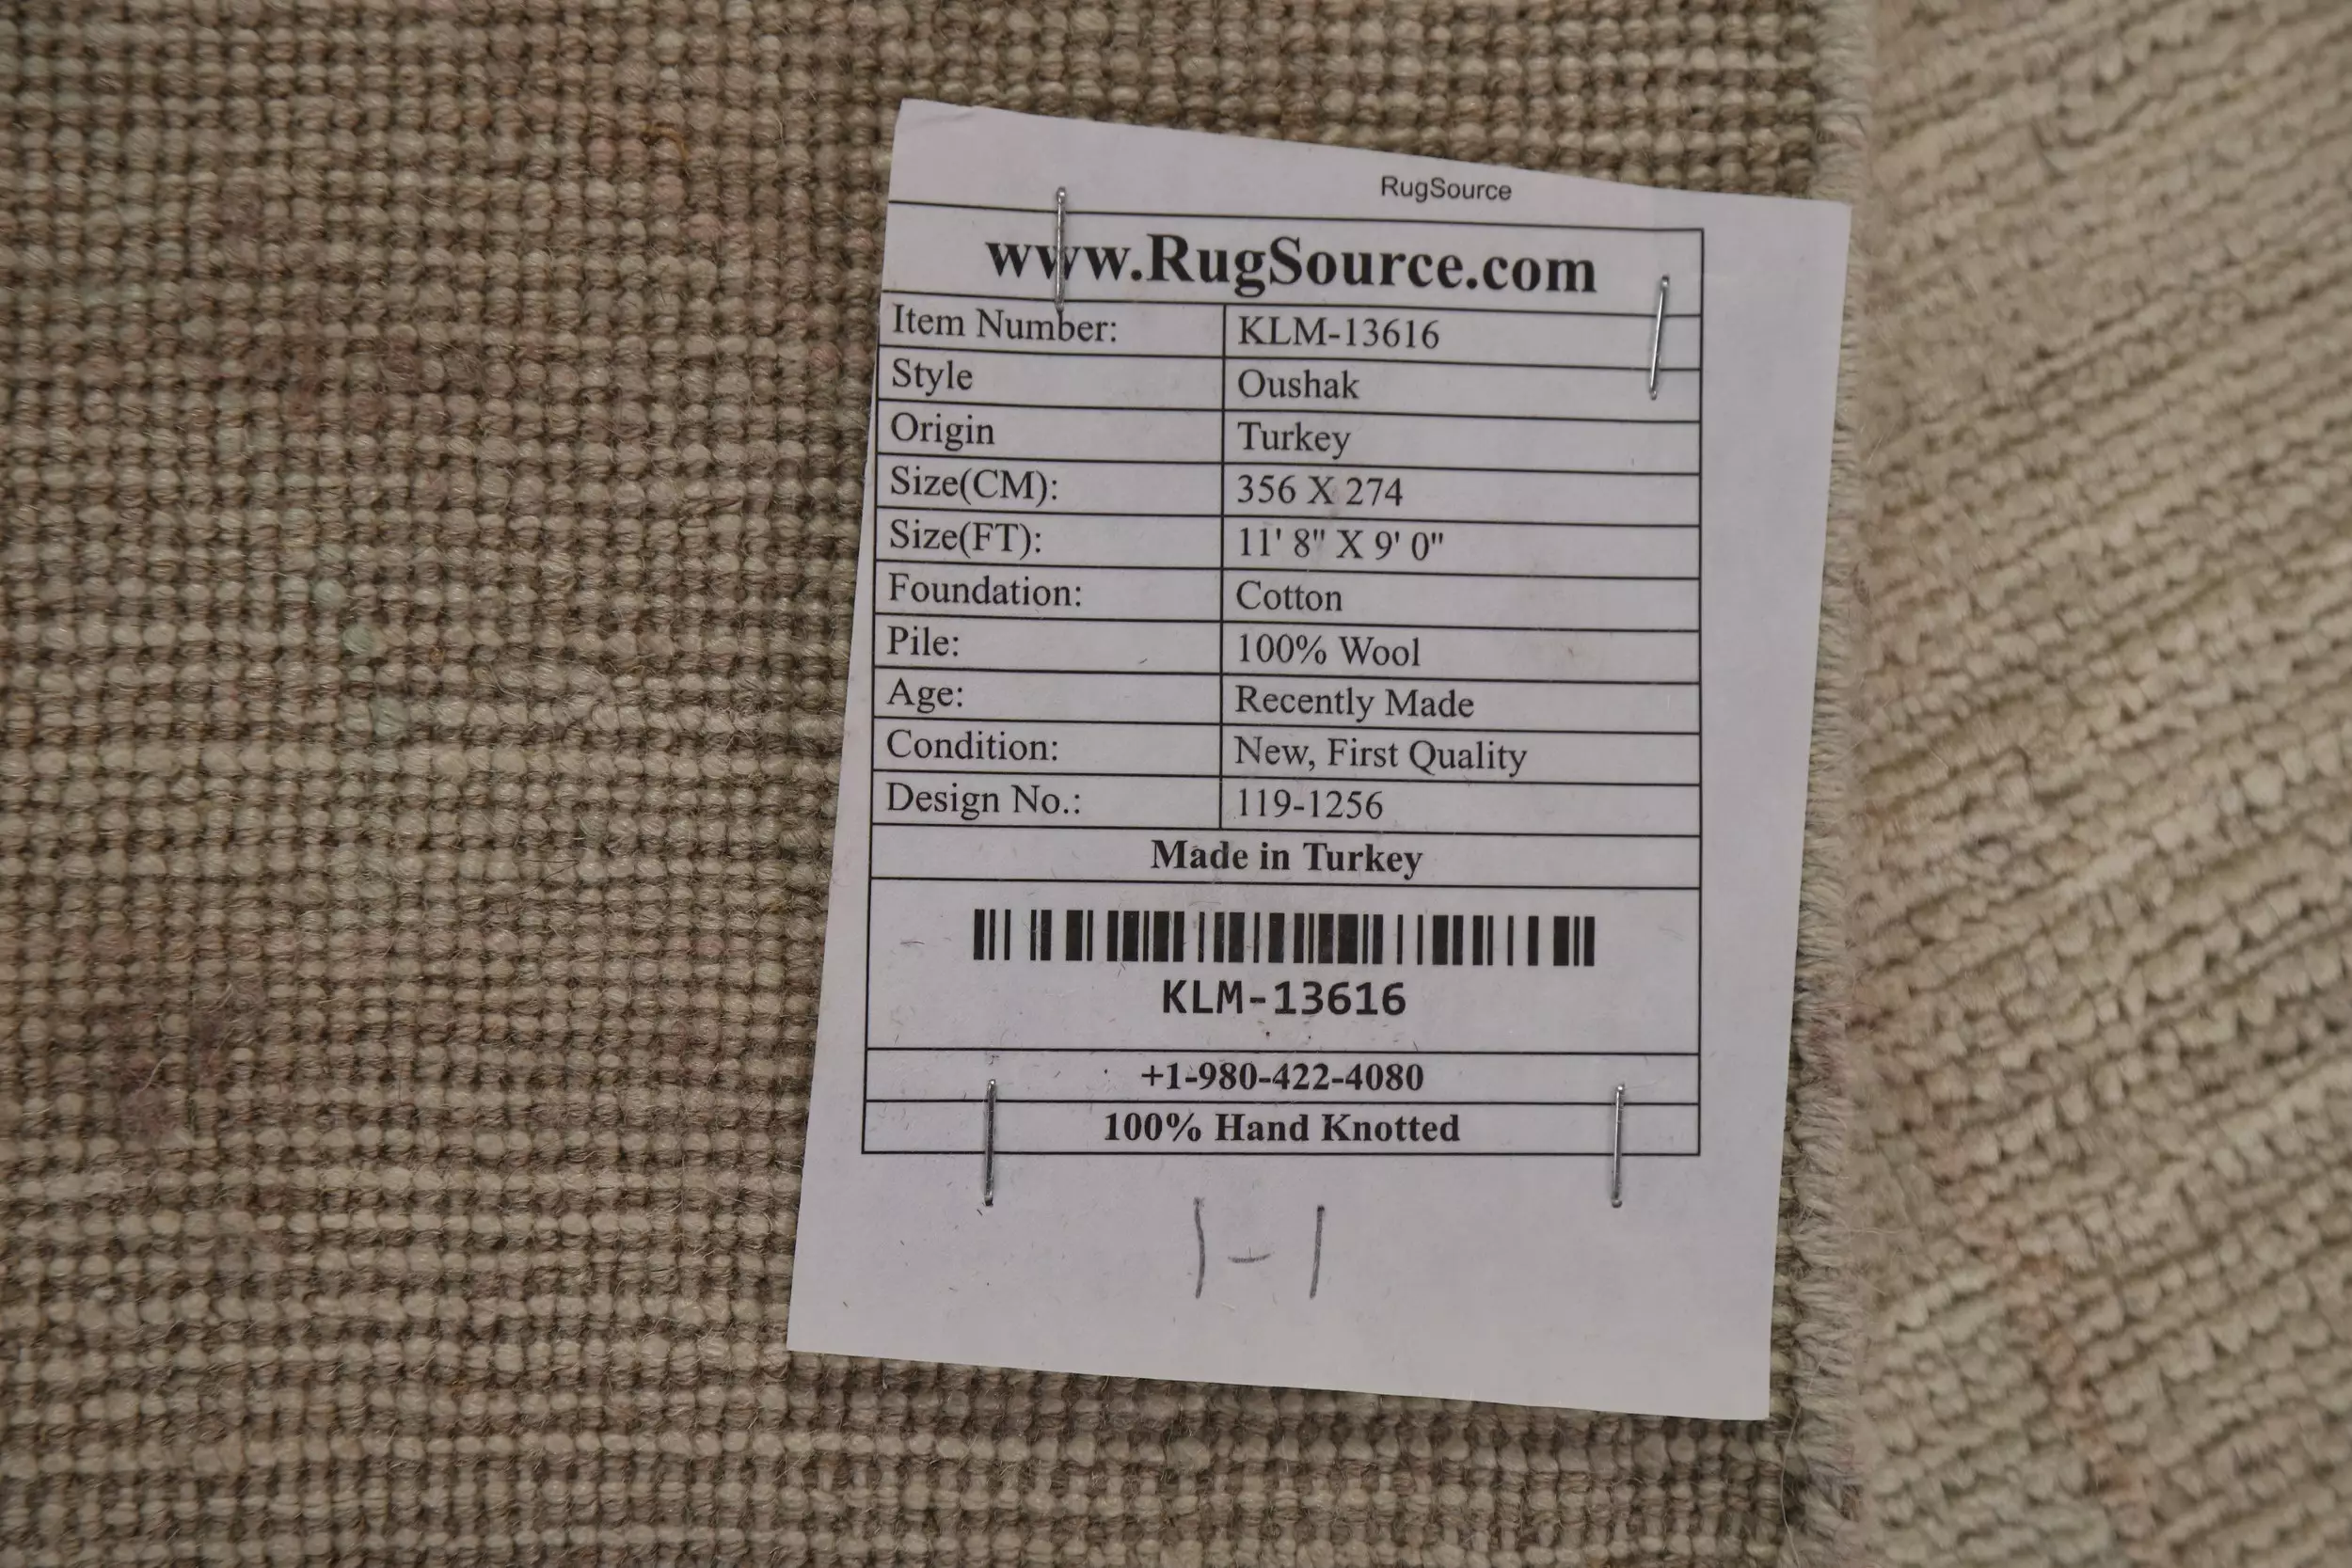 RugSource
www.RugSource.com
Item Number: KLM-13616
Style Oushak
Origin Turkey
Size(CM): 356 X 274
Size(FT): 11' 8" X 9' 0"
Foundation: Cotton
Pile: 100% Wool
Age: Recently Made
Condition: New, First Quality
Design No.: 119-1256
Made in Turkey
KLM-13616
+1-980-422-4080
100% Hand Knotted
1-1